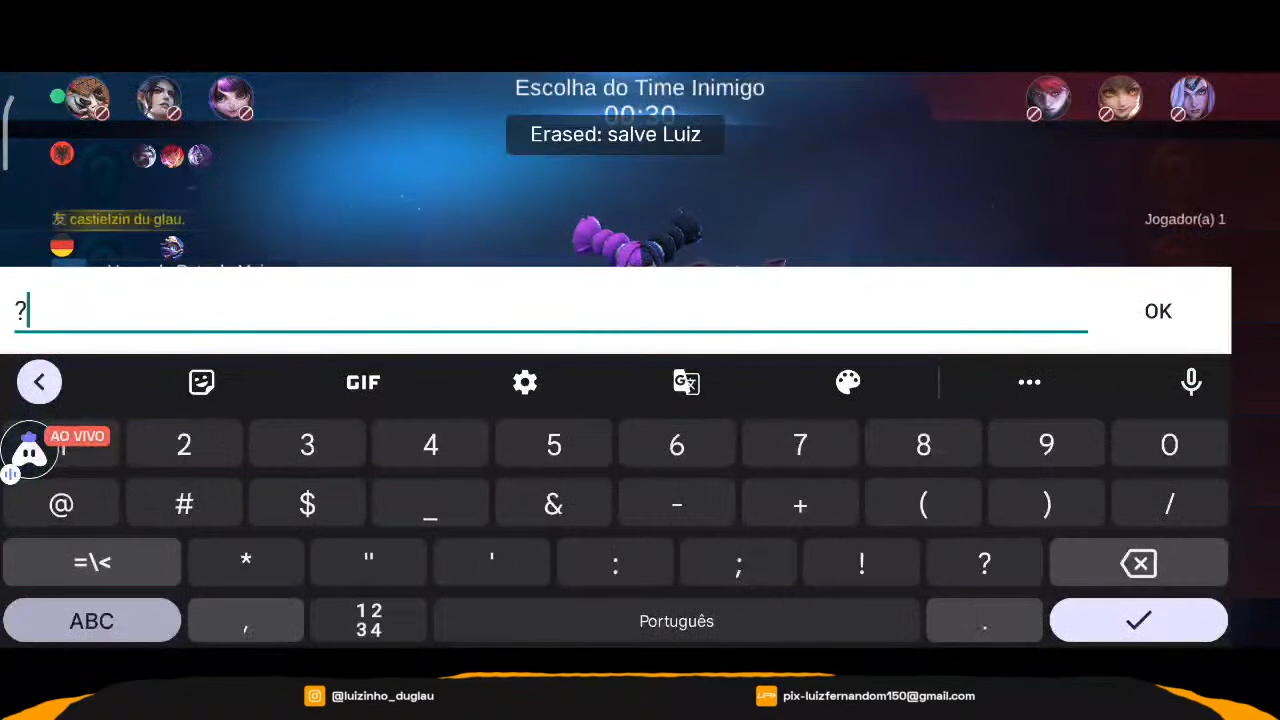 Escolha do Time Inimigo
00:30
Erased: salve Luiz
友 castielzin du glau.
Jogador(a) 1
?
OK
GIF
AO VIVO
2 3 4 5 6 7 8 9 0
@ # $ _ & - + ( ) /
=\< * " ' : ; ! ?
ABC , 1 2 3 4 Português .
@luizinho_duglau
pix-luizfernandom150@gmail.com